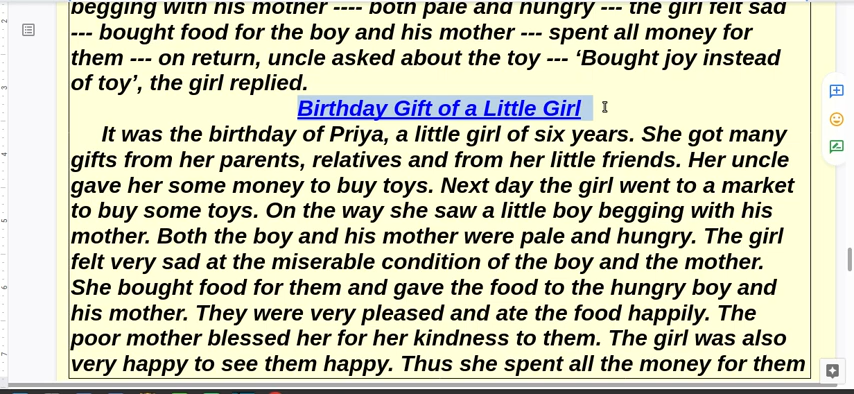 begging with his mother ---- both pale and hungry --- the girl felt sad
--- bought food for the boy and his mother --- spent all money for
them --- on return, uncle asked about the toy --- ‘Bought joy instead
of toy’, the girl replied.
Birthday Gift of a Little Girl
It was the birthday of Priya, a little girl of six years. She got many
gifts from her parents, relatives and from her little friends. Her uncle
gave her some money to buy toys. Next day the girl went to a market
to buy some toys. On the way she saw a little boy begging with his
mother. Both the boy and his mother were pale and hungry. The girl
felt very sad at the miserable condition of the boy and the mother.
She bought food for them and gave the food to the hungry boy and
his mother. They were very pleased and ate the food happily. The
poor mother blessed her for her kindness to them. The girl was also
very happy to see them happy. Thus she spent all the money for them